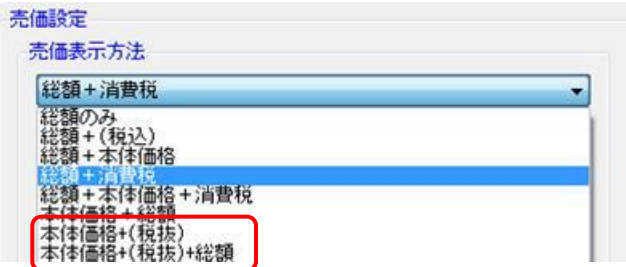 売価設定
売価表示方法
総額＋消費税
総額のみ
総額＋(税込)
総額＋本体価格
総額＋消費税
総額＋本体価格＋消費税
本体価格＋総額
本体価格+(税抜)
本体価格+(税抜)+総額